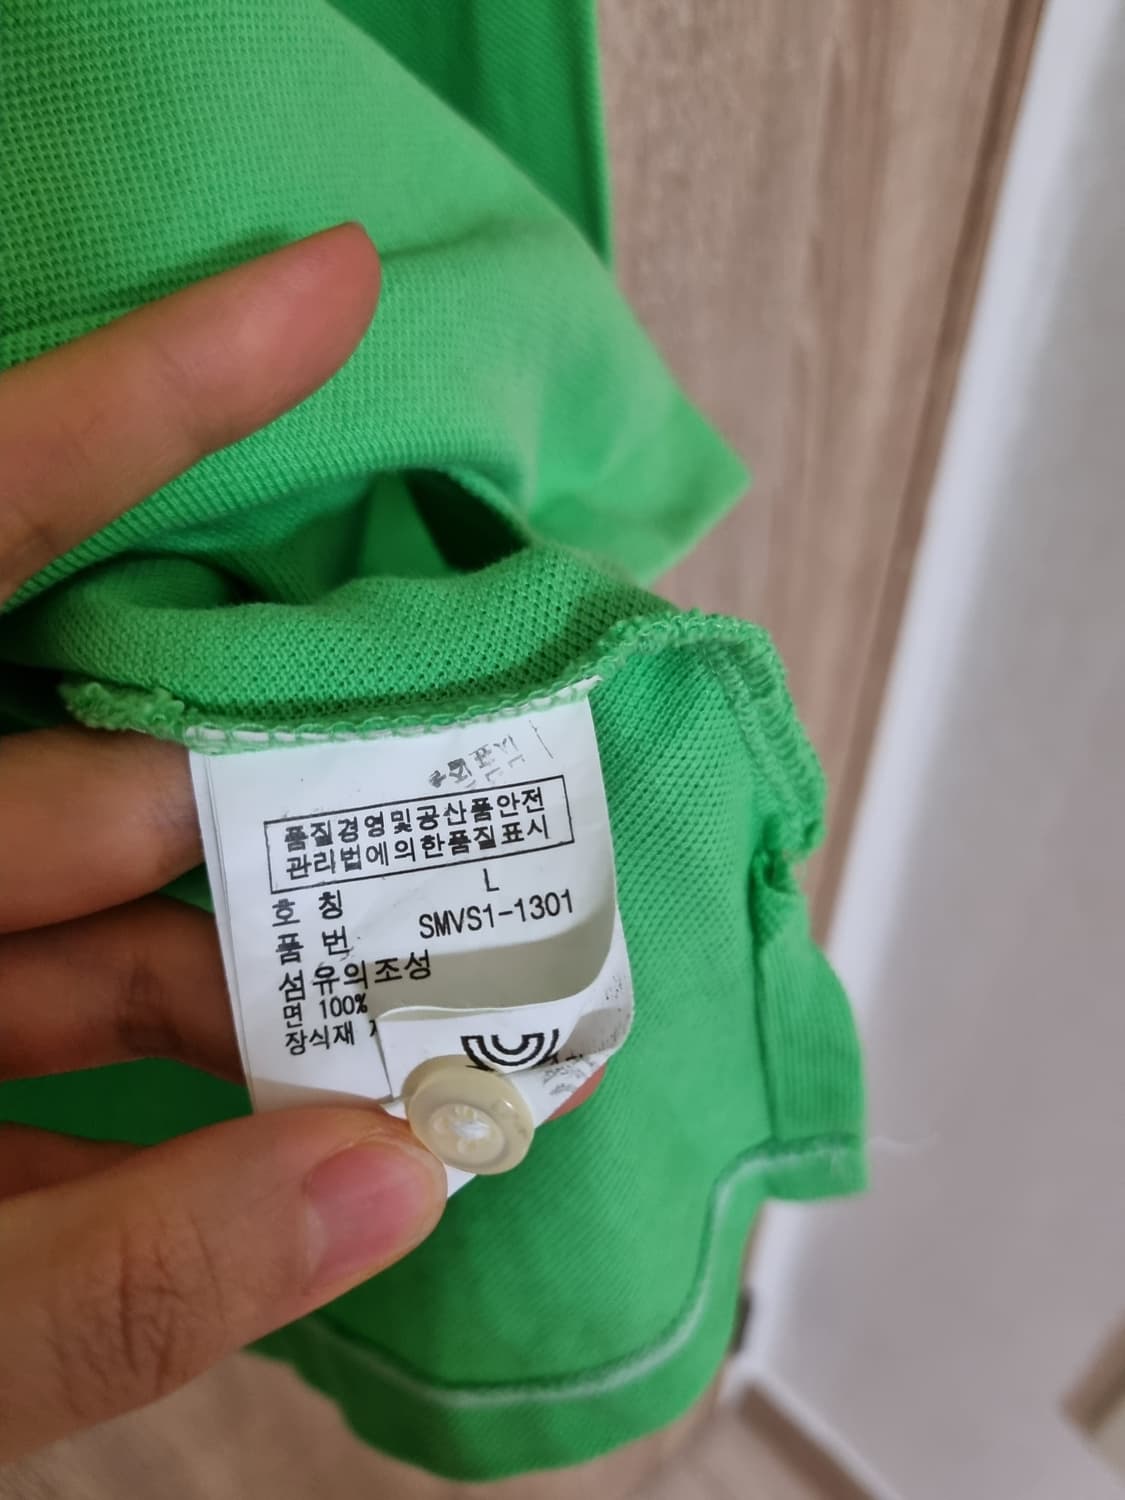 품질경영및공산품안전
관리법에의한품질표시
호 칭 L
품 번 SMVS1-1301
섬유의조성
면 100%
장식재